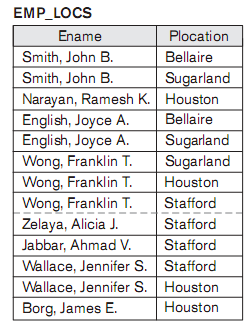 EMP_LOCS
Ename Plocation
Smith, John B. Bellaire
Smith, John B. Sugarland
Narayan, Ramesh K. Houston
English, Joyce A. Bellaire
English, Joyce A. Sugarland
Wong, Franklin T. Sugarland
Wong, Franklin T. Houston
Wong, Franklin T. Stafford
Zelaya, Alicia J. Stafford
Jabbar, Ahmad V. Stafford
Wallace, Jennifer S. Stafford
Wallace, Jennifer S. Houston
Borg, James E. Houston